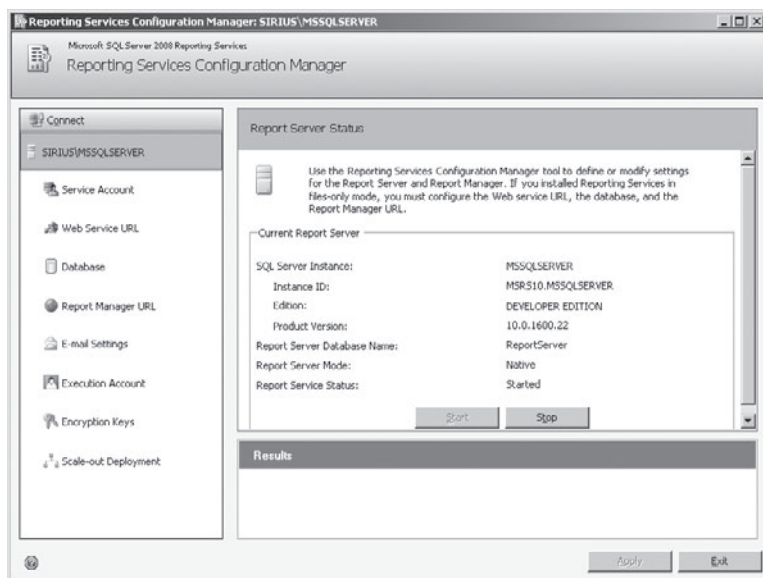 Reporting Services Configuration Manager: SIRIUS\MSSQLSERVER
Microsoft SQL Server 2008 Reporting Services
Reporting Services Configuration Manager
Connect
SIRIUS\MSSQLSERVER
Service Account
Web Service URL
Database
Report Manager URL
E-mail Settings
Execution Account
Encryption Keys
Scale-out Deployment
Report Server Status
Use the Reporting Services Configuration Manager tool to define or modify settings
for the Report Server and Report Manager. If you installed Reporting Services in
files-only mode, you must configure the Web service URL, the database, and the
Report Manager URL.
Current Report Server
SQL Server Instance: MSSQLSERVER
Instance ID: MSRS10.MSSQLSERVER
Edition: DEVELOPER EDITION
Product Version: 10.0.1600.22
Report Server Database Name: ReportServer
Report Server Mode: Native
Report Service Status: Started
Start Stop
Results
Apply Exit